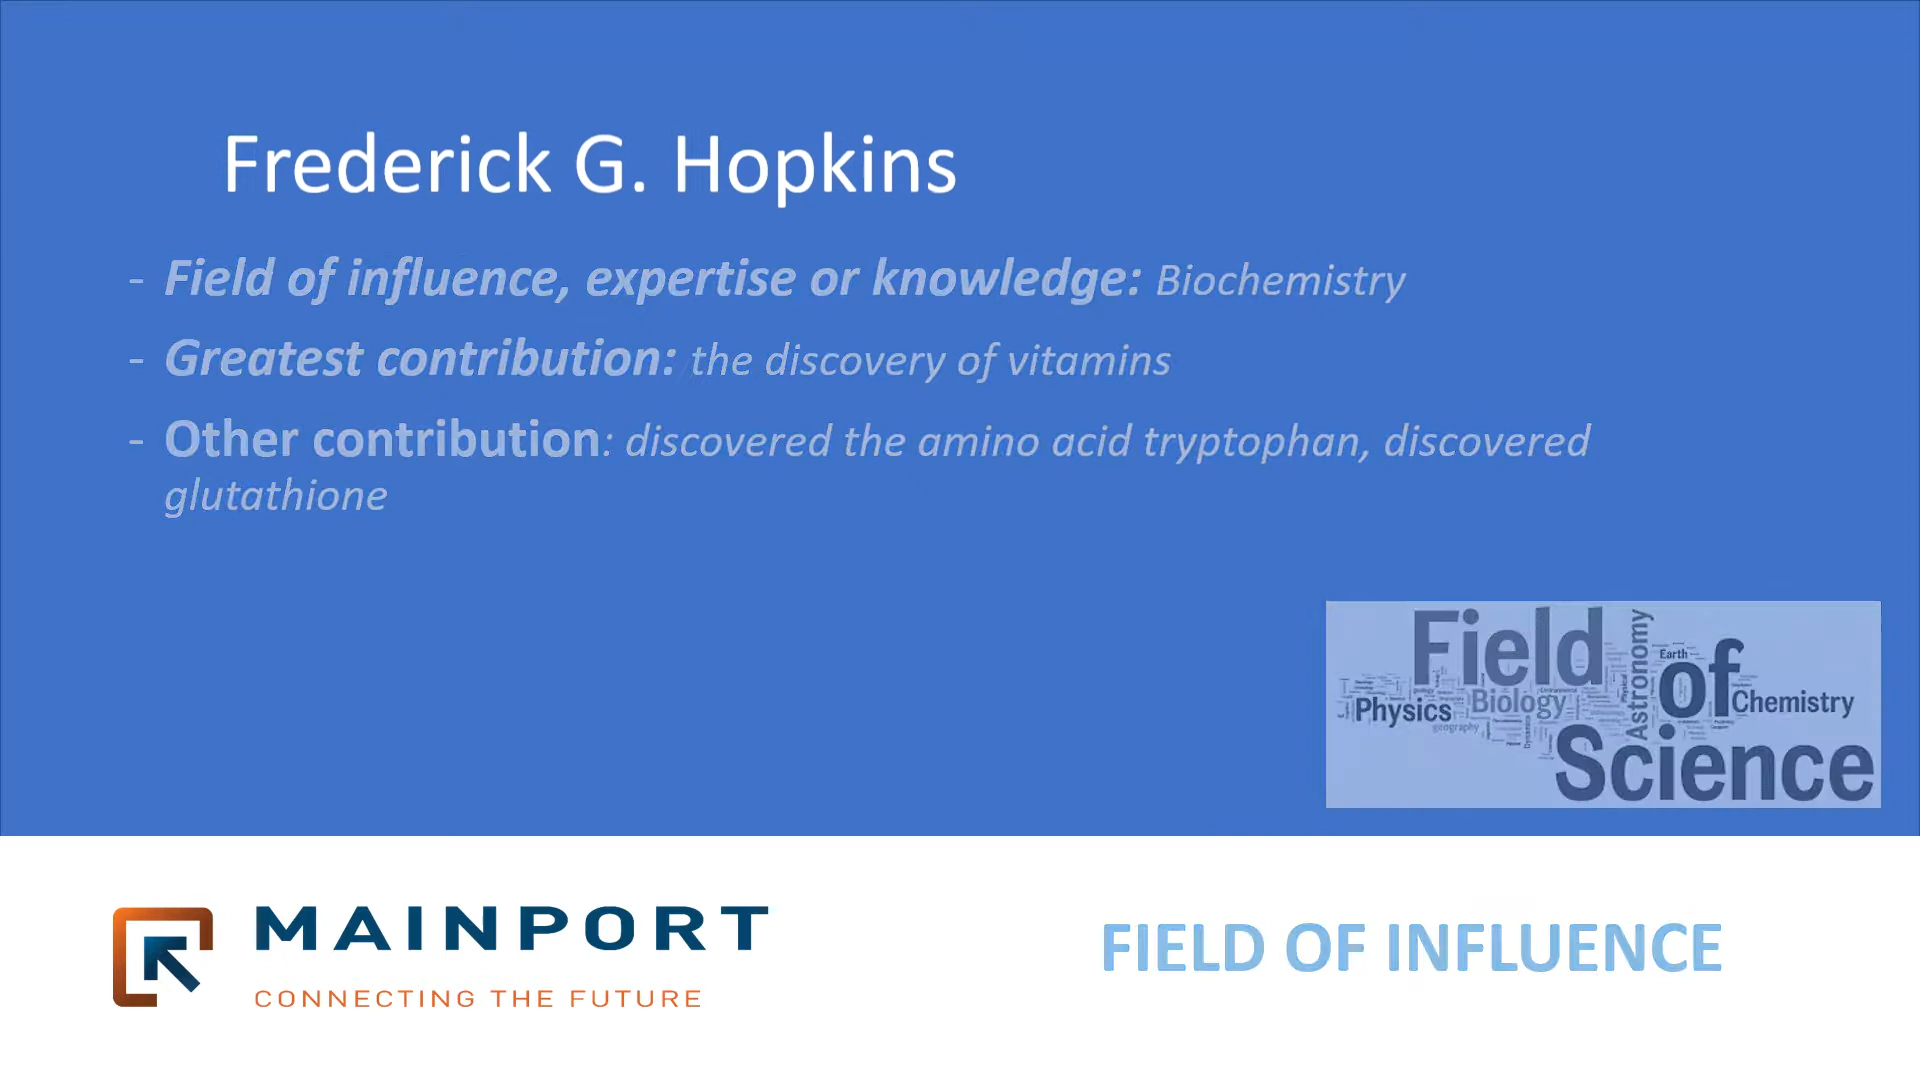 Frederick G. Hopkins
- Field of influence, expertise or knowledge: Biochemistry
- Greatest contribution: the discovery of vitamins
- Other contribution: discovered the amino acid tryptophan, discovered
glutathione
Field
Astronomy
Earth
of
Physics
Biology
Chemistry
geography
Science
MAINPORT
CONNECTING THE FUTURE
FIELD OF INFLUENCE